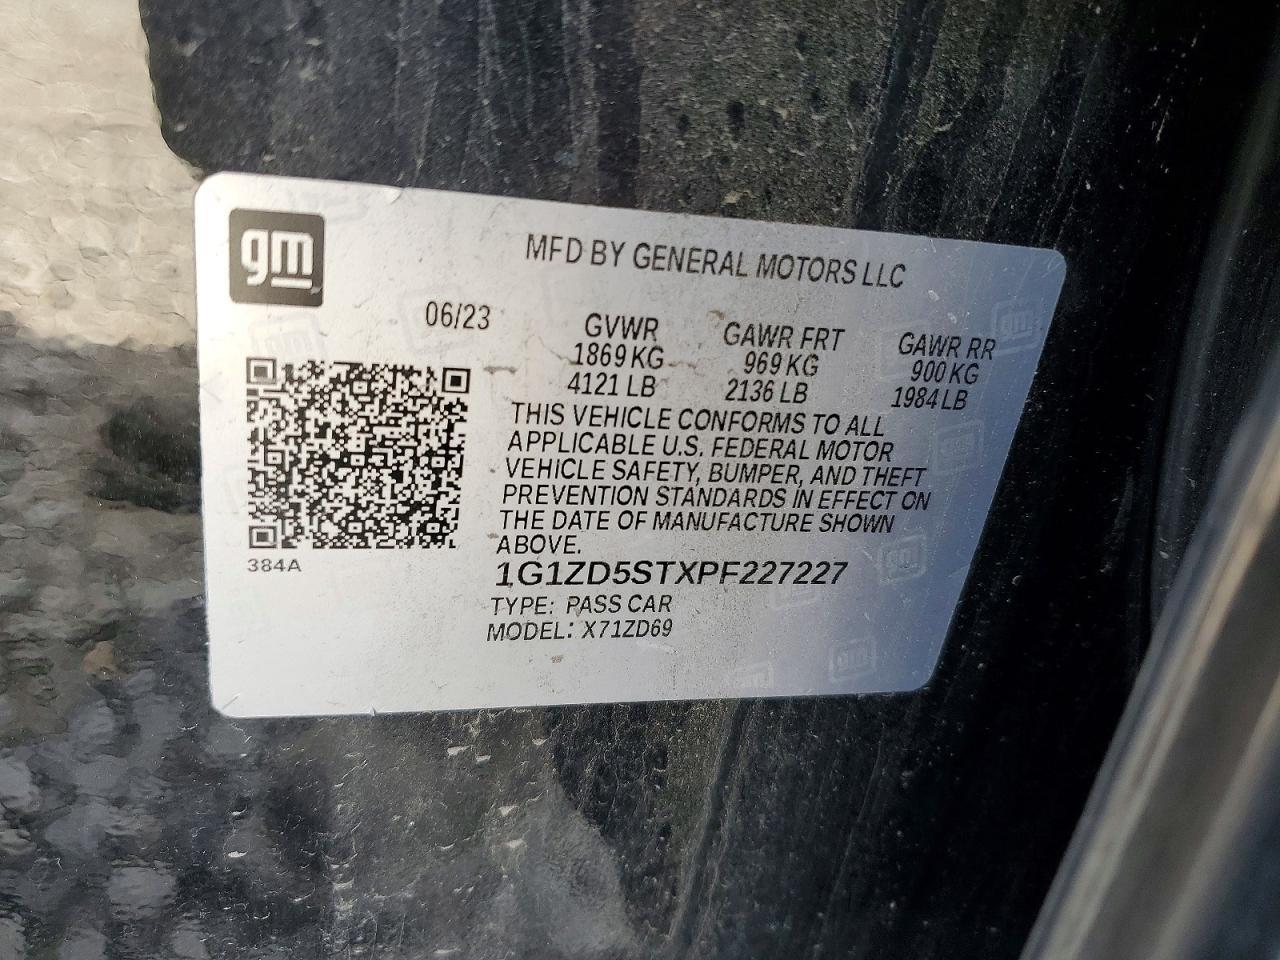 gm
MFD BY GENERAL MOTORS LLC
06/23
GVWR
1869 KG
4121 LB
GAWR FRT
969 KG
2136 LB
GAWR RR
900 KG
1984 LB
THIS VEHICLE CONFORMS TO ALL
APPLICABLE U.S. FEDERAL MOTOR
VEHICLE SAFETY, BUMPER, AND THEFT
PREVENTION STANDARDS IN EFFECT ON
THE DATE OF MANUFACTURE SHOWN
ABOVE.
384A
1G1ZD5STXPF227227
TYPE: PASS CAR
MODEL: X71ZD69